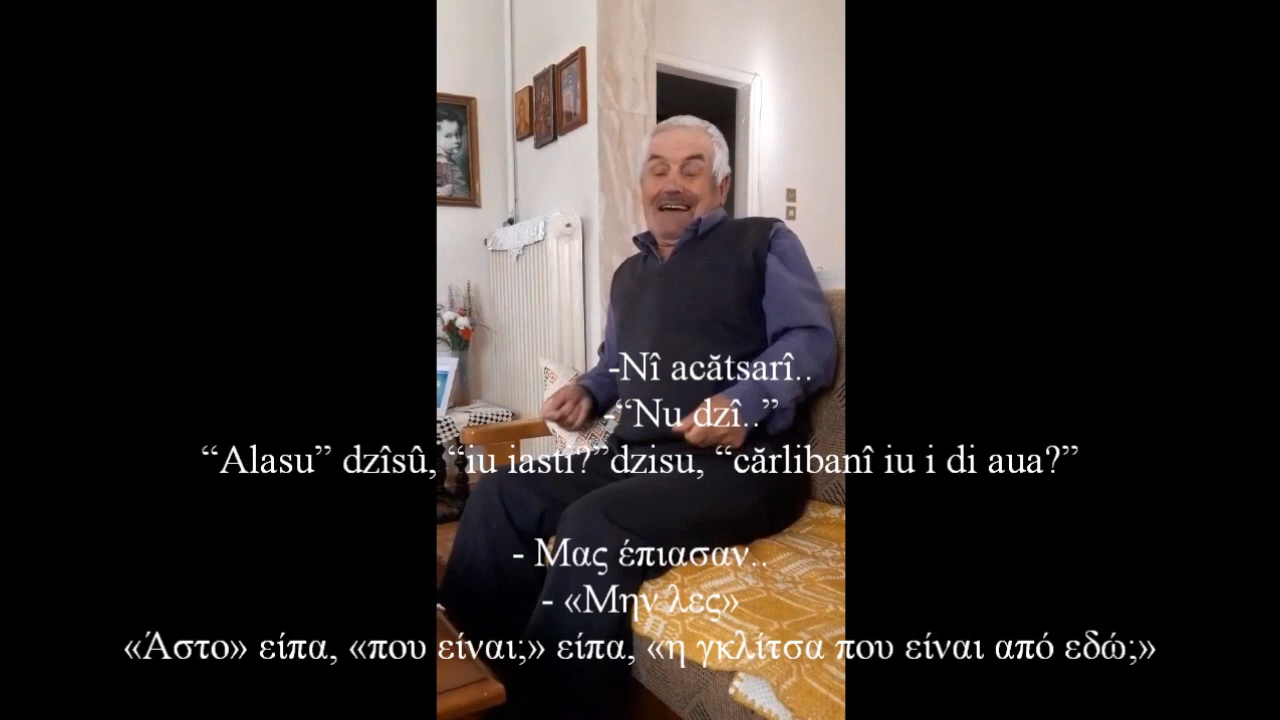 -Nî acătsarî..
-“Nu dzî..”
“Alasu” dzîsû, “iu iasti?”dzisu, “cărlibanî iu i di aua?”
- Μας έπιασαν..
- «Μην λες»
«Άστο» είπα, «που είναι;» είπα, «η γκλίτσα που είναι από εδώ;»